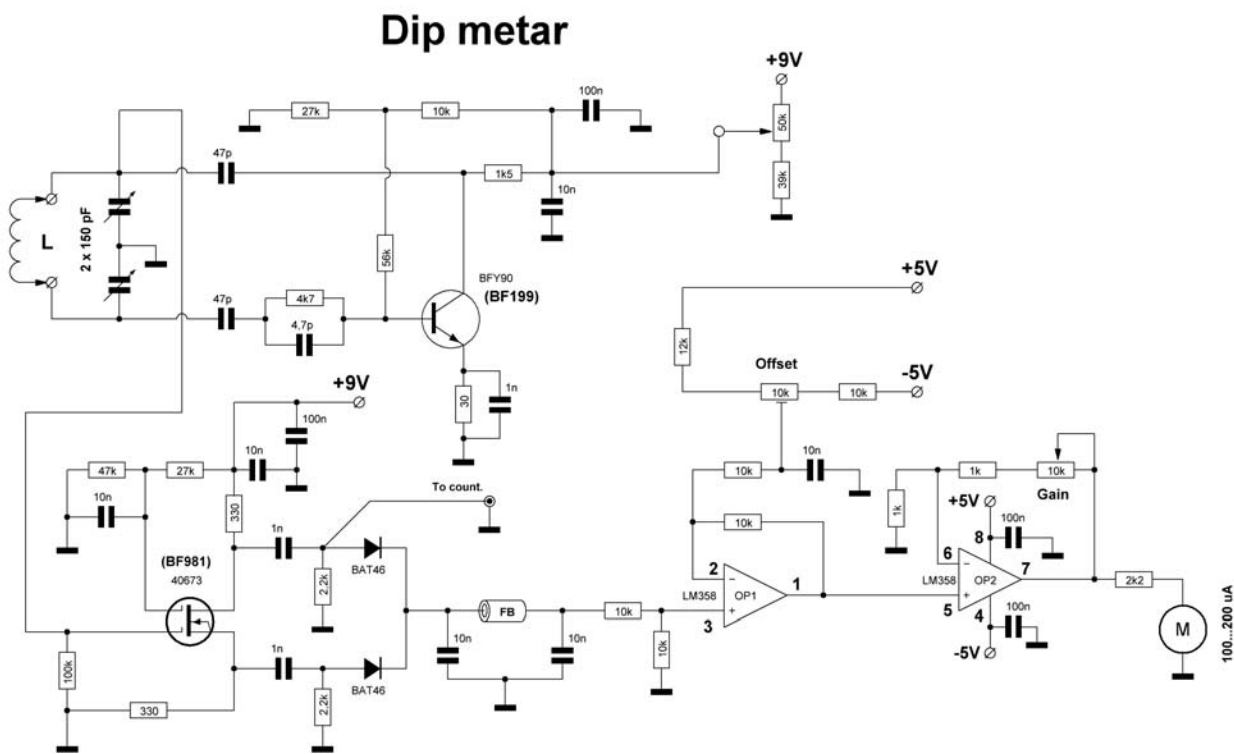 Dip metar
+9V
27k
10k
100n
50k
47p
1k5
39k
10n
L
2 x 150 pF
56k
BFY90
(BF199)
+5V
47p
4k7
4,7p
12k
Offset
-5V
10k
10k
+9V
30
1n
100n
10n
47k
27k
10n
10k
10n
1k
10k
Gain
To count.
10n
330
1k
+5V
100n
1n
10k
8
(BF981)
40673
BAT46
2
1
6
7
LM358
OP1
LM358
OP2
2k2
2,2k
FB
10k
3
5
4
100n
10n
10n
10k
-5V
M
100...200 uA
100k
1n
BAT46
330
2,2k